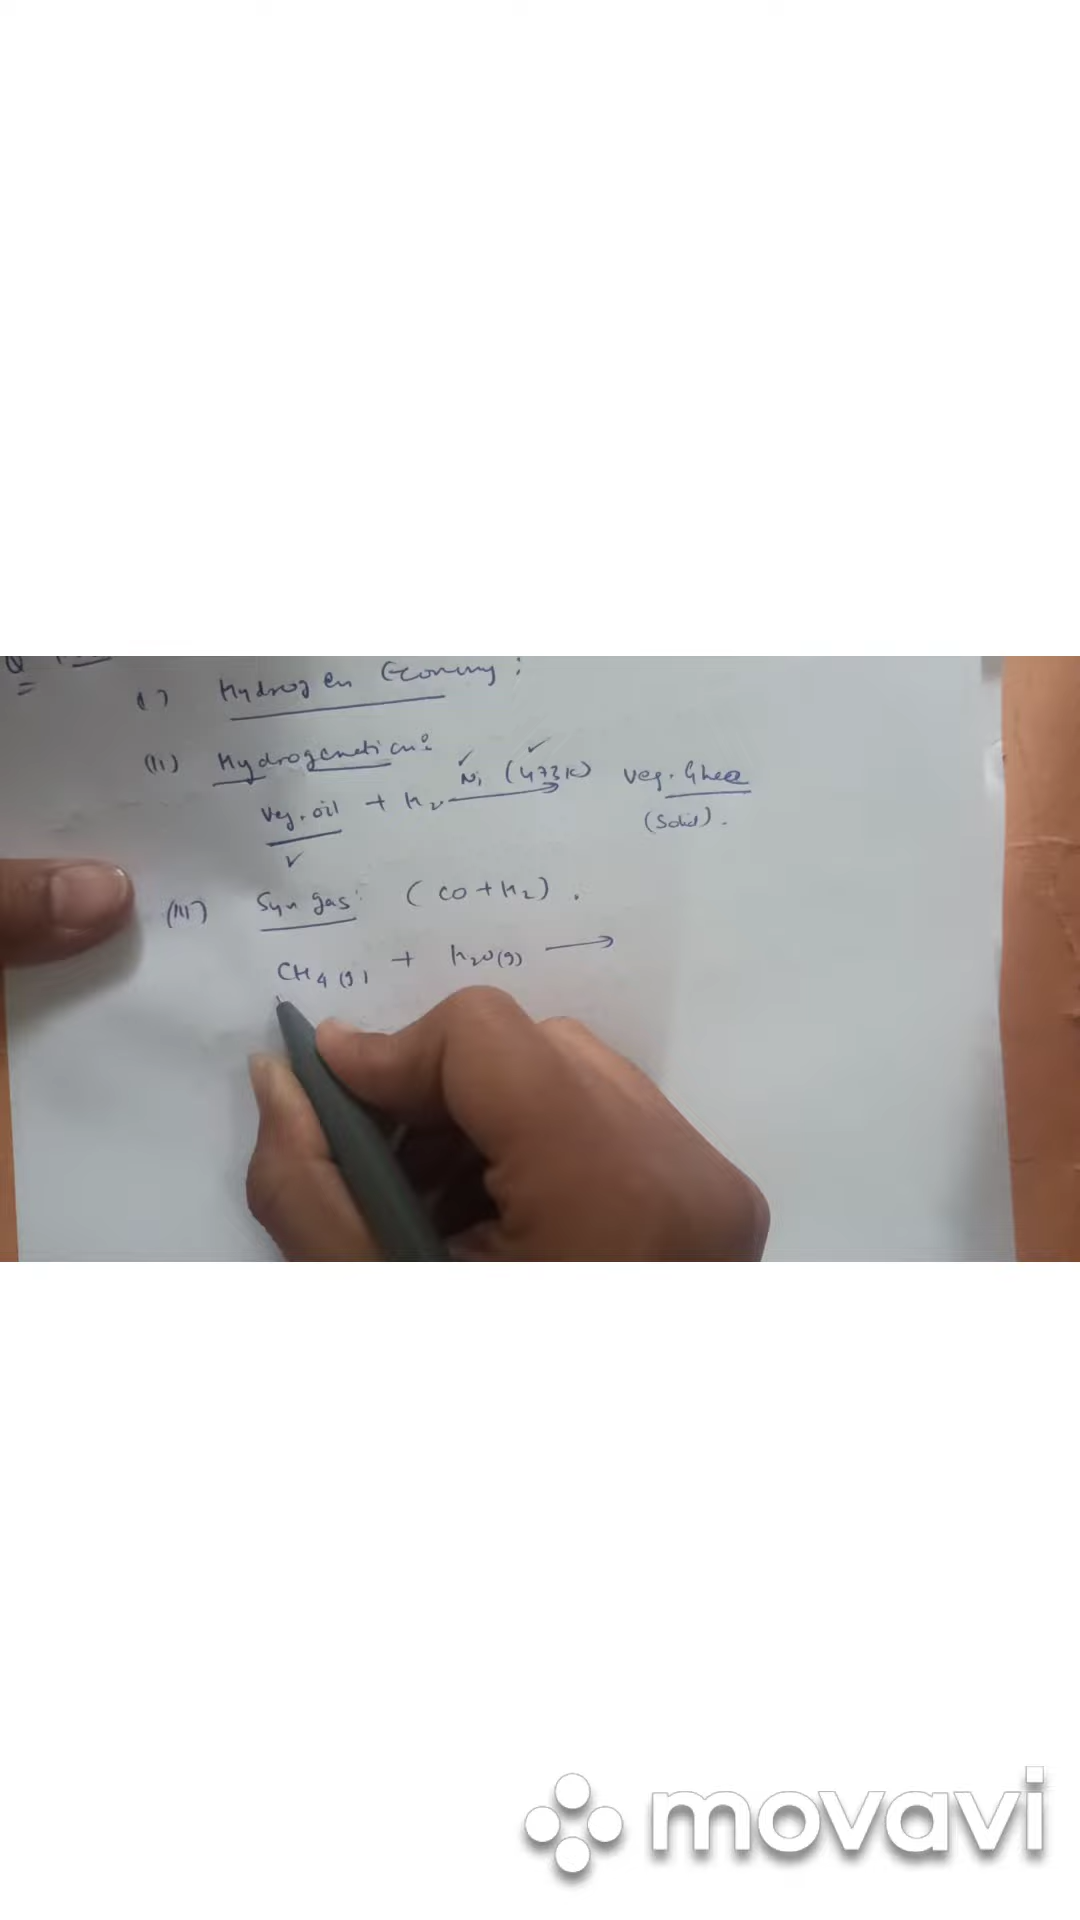 Q
(i) Hydrogen Economy:
(ii) Hydrogenation:
Veg. oil + H2 Ni (473K) Veg. Ghee
(Solid).
(iii) Syn gas: (CO + H2).
CH4(g) + H2O(g) →
movavi